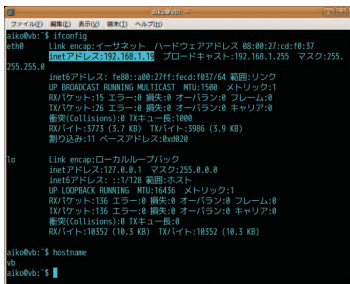 aiko@vb: ~
ファイル(F) 編集(E) 表示(V) 端末(T) ヘルプ(H)
aiko@vb:~$ ifconfig
eth0 Link encap:イーサネット ハードウェアアドレス 08:00:27:cd:f0:37
inetアドレス:192.168.1.19 ブロードキャスト:192.168.1.255 マスク:255.
255.255.0
inet6アドレス: fe80::a00:27ff:fecd:f037/64 範囲:リンク
UP BROADCAST RUNNING MULTICAST MTU:1500 メトリック:1
RXパケット:15 エラー:0 損失:0 オーバラン:0 フレーム:0
TXパケット:26 エラー:0 損失:0 オーバラン:0 キャリア:0
衝突(Collisions):0 TXキュー長:1000
RXバイト:3773 (3.7 KB) TXバイト:3986 (3.9 KB)
割り込み:11 ベースアドレス:0xd020
lo Link encap:ローカルループバック
inetアドレス:127.0.0.1 マスク:255.0.0.0
inet6アドレス: ::1/128 範囲:ホスト
UP LOOPBACK RUNNING MTU:16436 メトリック:1
RXパケット:136 エラー:0 損失:0 オーバラン:0 フレーム:0
TXパケット:136 エラー:0 損失:0 オーバラン:0 キャリア:0
衝突(Collisions):0 TXキュー長:0
RXバイト:10352 (10.3 KB) TXバイト:10352 (10.3 KB)
aiko@vb:~$ hostname
vb
aiko@vb:~$